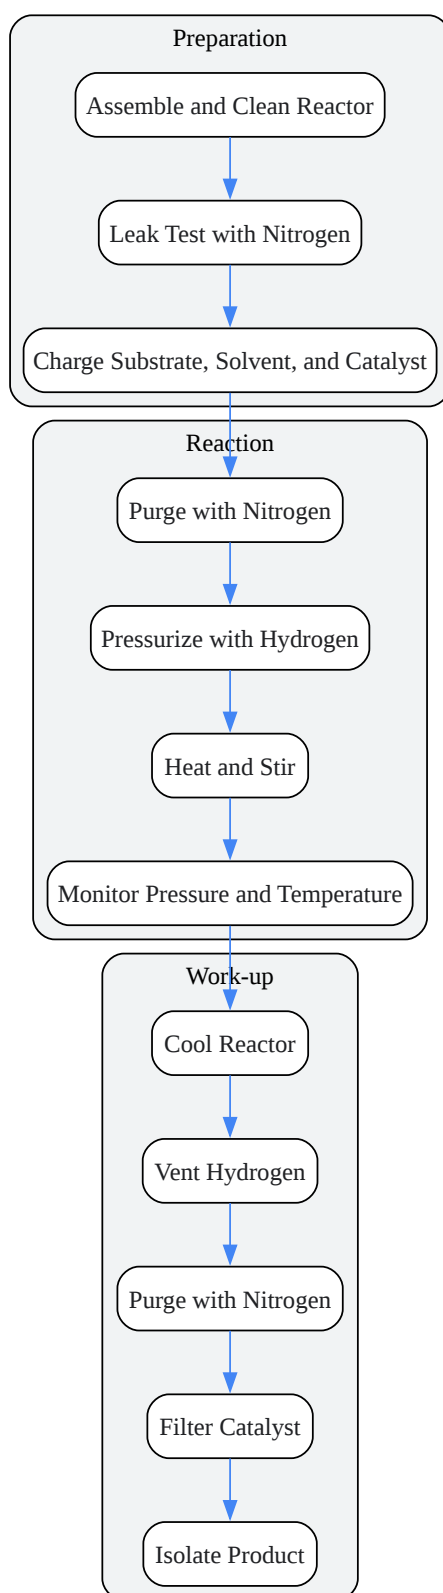 Preparation
Assemble and Clean Reactor
Leak Test with Nitrogen
Charge Substrate, Solvent, and Catalyst
Reaction
Purge with Nitrogen
Pressurize with Hydrogen
Heat and Stir
Monitor Pressure and Temperature
Work-up
Cool Reactor
Vent Hydrogen
Purge with Nitrogen
Filter Catalyst
Isolate Product